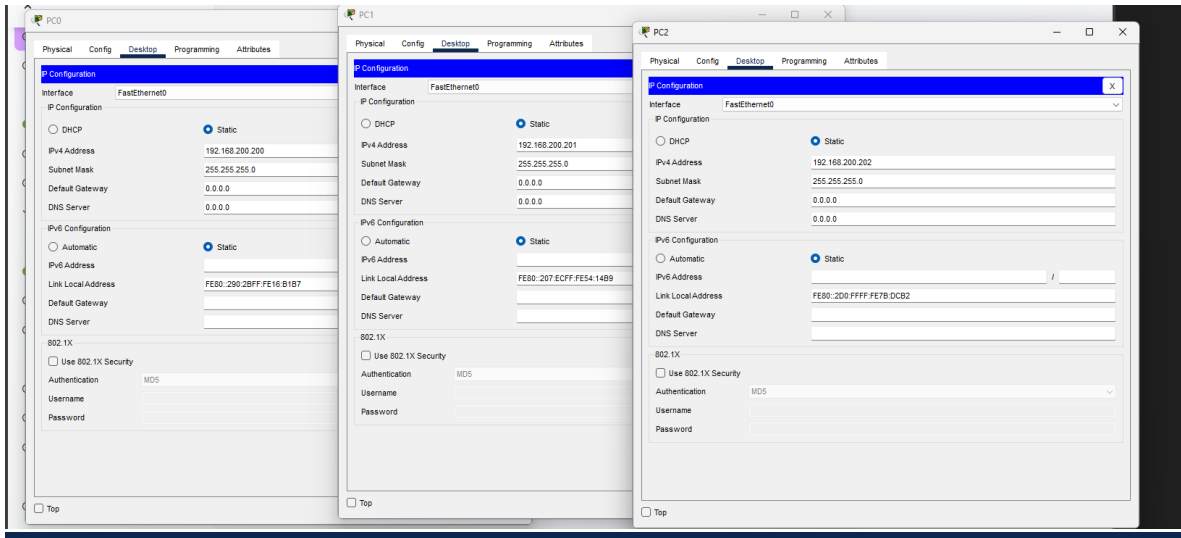 PC0
Physical Config Desktop Programming Attributes
IP Configuration
Interface FastEthernet0
IP Configuration
DHCP Static
IPv4 Address 192.168.200.200
Subnet Mask 255.255.255.0
Default Gateway 0.0.0.0
DNS Server 0.0.0.0
IPv6 Configuration
Automatic Static
IPv6 Address
Link Local Address FE80::290:2BFF:FE16:B1B7
Default Gateway
DNS Server
802.1X
Use 802.1X Security
Authentication MD5
Username
Password
Top
PC1
Physical Config Desktop Programming Attributes
IP Configuration
Interface FastEthernet0
IP Configuration
DHCP Static
IPv4 Address 192.168.200.201
Subnet Mask 255.255.255.0
Default Gateway 0.0.0.0
DNS Server 0.0.0.0
IPv6 Configuration
Automatic Static
IPv6 Address
Link Local Address FE80::207:ECFF:FE54:14B9
Default Gateway
DNS Server
802.1X
Use 802.1X Security
Authentication MD5
Username
Password
Top
PC2
Physical Config Desktop Programming Attributes
IP Configuration X
Interface FastEthernet0
IP Configuration
DHCP Static
IPv4 Address 192.168.200.202
Subnet Mask 255.255.255.0
Default Gateway 0.0.0.0
DNS Server 0.0.0.0
IPv6 Configuration
Automatic Static
IPv6 Address /
Link Local Address FE80::2D0:FFFF:FE7B:DCB2
Default Gateway
DNS Server
802.1X
Use 802.1X Security
Authentication MD5
Username
Password
Top